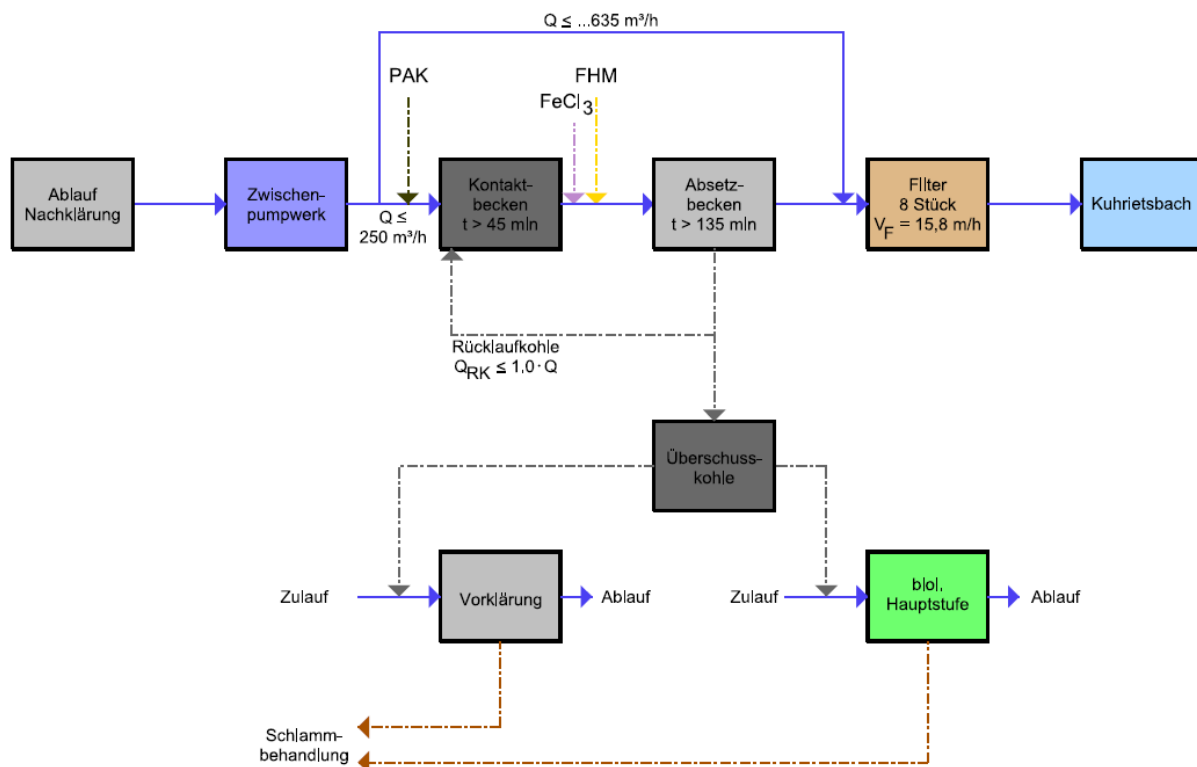 Q ≤ ...635 m³/h
PAK
FHM
FeCl3
Ablauf
Nachklärung
Zwischen-
pumpwerk
Q ≤
250 m³/h
Kontakt-
becken
t > 45 min
Absetz-
becken
t > 135 min
Filter
8 Stück
VF = 15,8 m/h
Kuhrietsbach
Rücklaufkohle
QRK ≤ 1,0 · Q
Überschuss-
kohle
Zulauf
Vorklärung
Ablauf
Zulauf
biol,
Hauptstufe
Ablauf
Schlamm-
behandlung